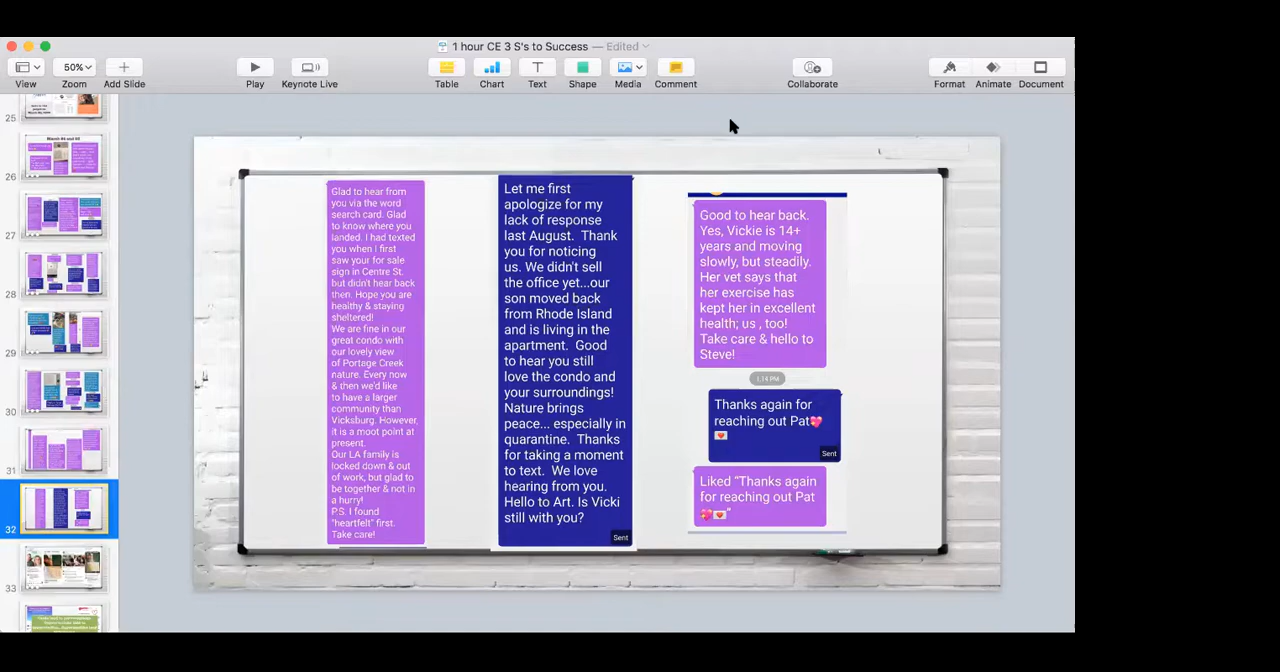 1 hour CE 3 S's to Success — Edited
50%
View
Zoom
Add Slide
Play
Keynote Live
Table
Chart
Text
Shape
Media
Comment
Collaborate
Format
Animate
Document
25
26
27
28
29
30
31
32
33
Glad to hear from
you via the word
search card. Glad
to know where you
landed. I had texted
you when I first
saw your for sale
sign in Centre St.
but didn't hear back
then. Hope you are
healthy & staying
sheltered!
We are fine in our
great condo with
our lovely view
of Portage Creek
nature. Every now
& then we'd like
to have a larger
community than
Vicksburg. However,
it is a moot point at
present.
Our LA family is
locked down & out
of work, but glad to
be together & not in
a hurry!
P.S. I found
"heartfelt" first.
Take care!
Let me first
apologize for my
lack of response
last August. Thank
you for noticing
us. We didn't sell
the office yet...our
son moved back
from Rhode Island
and is living in the
apartment. Good
to hear you still
love the condo and
your surroundings!
Nature brings
peace... especially in
quarantine. Thanks
for taking a moment
to text. We love
hearing from you.
Hello to Art. Is Vicki
still with you?
Sent
Good to hear back.
Yes, Vickie is 14+
years and moving
slowly, but steadily.
Her vet says that
her exercise has
kept her in excellent
health; us , too!
Take care & hello to
Steve!
1:14 PM
Thanks again for
reaching out Pat💖
💌
Sent
Liked "Thanks again
for reaching out Pat
💖💌"